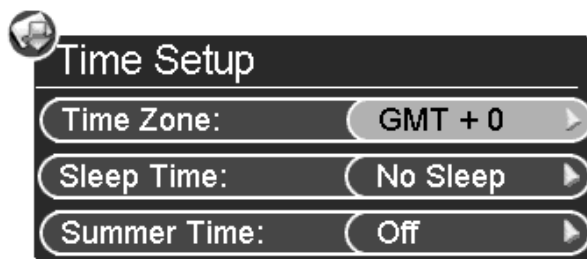 Time Setup
Time Zone: GMT + 0
Sleep Time: No Sleep
Summer Time: Off